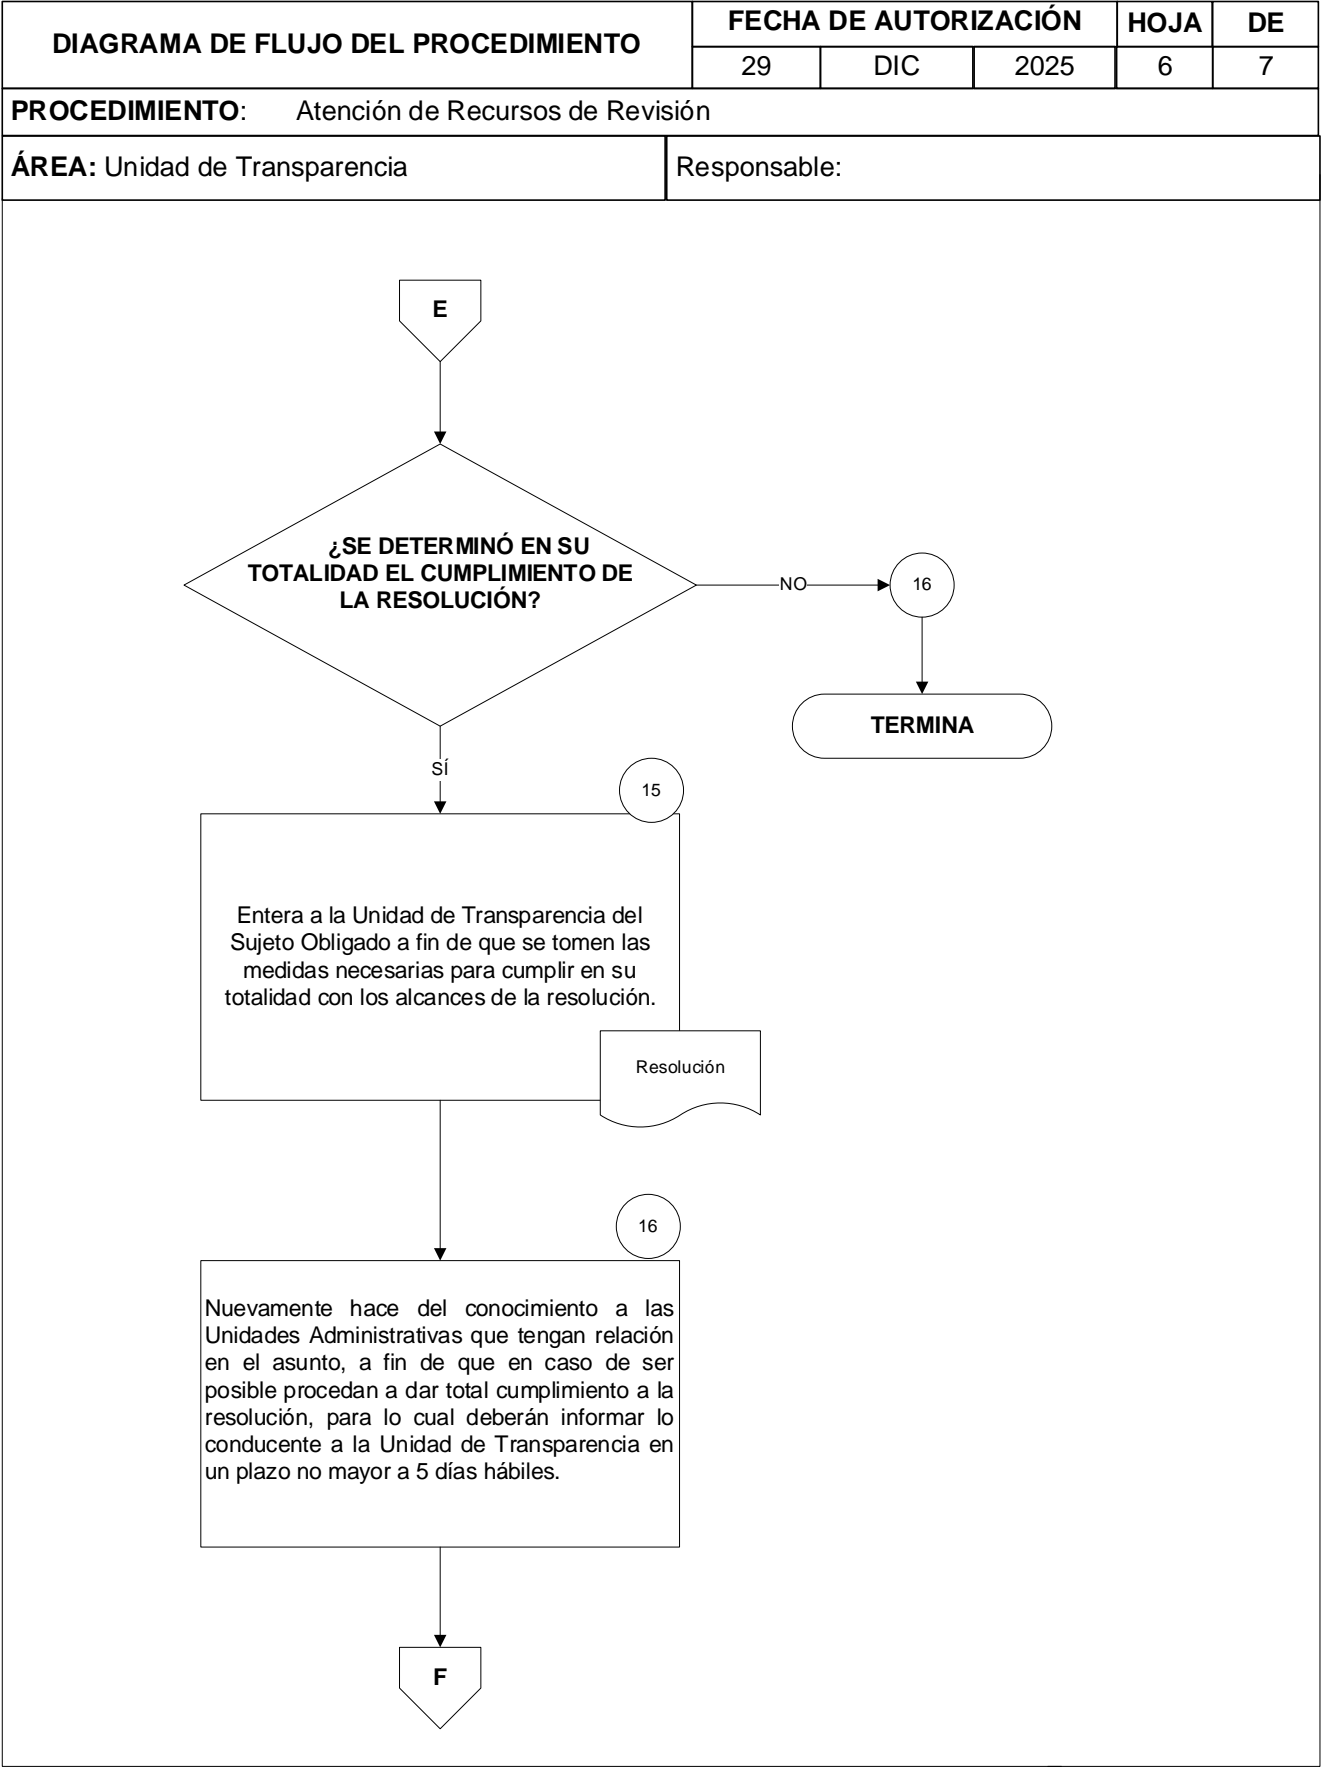 DIAGRAMA DE FLUJO DEL PROCEDIMIENTO
FECHA DE AUTORIZACIÓN
HOJA
DE
29
DIC
2025
6
7
PROCEDIMIENTO: Atención de Recursos de Revisión
ÁREA: Unidad de Transparencia
Responsable:
E
¿SE DETERMINÓ EN SU
TOTALIDAD EL CUMPLIMIENTO DE
LA RESOLUCIÓN?
NO
16
TERMINA
SÍ
15
Entera a la Unidad de Transparencia del
Sujeto Obligado a fin de que se tomen las
medidas necesarias para cumplir en su
totalidad con los alcances de la resolución.
Resolución
16
Nuevamente hace del conocimiento a las
Unidades Administrativas que tengan relación
en el asunto, a fin de que en caso de ser
posible procedan a dar total cumplimiento a la
resolución, para lo cual deberán informar lo
conducente a la Unidad de Transparencia en
un plazo no mayor a 5 días hábiles.
F